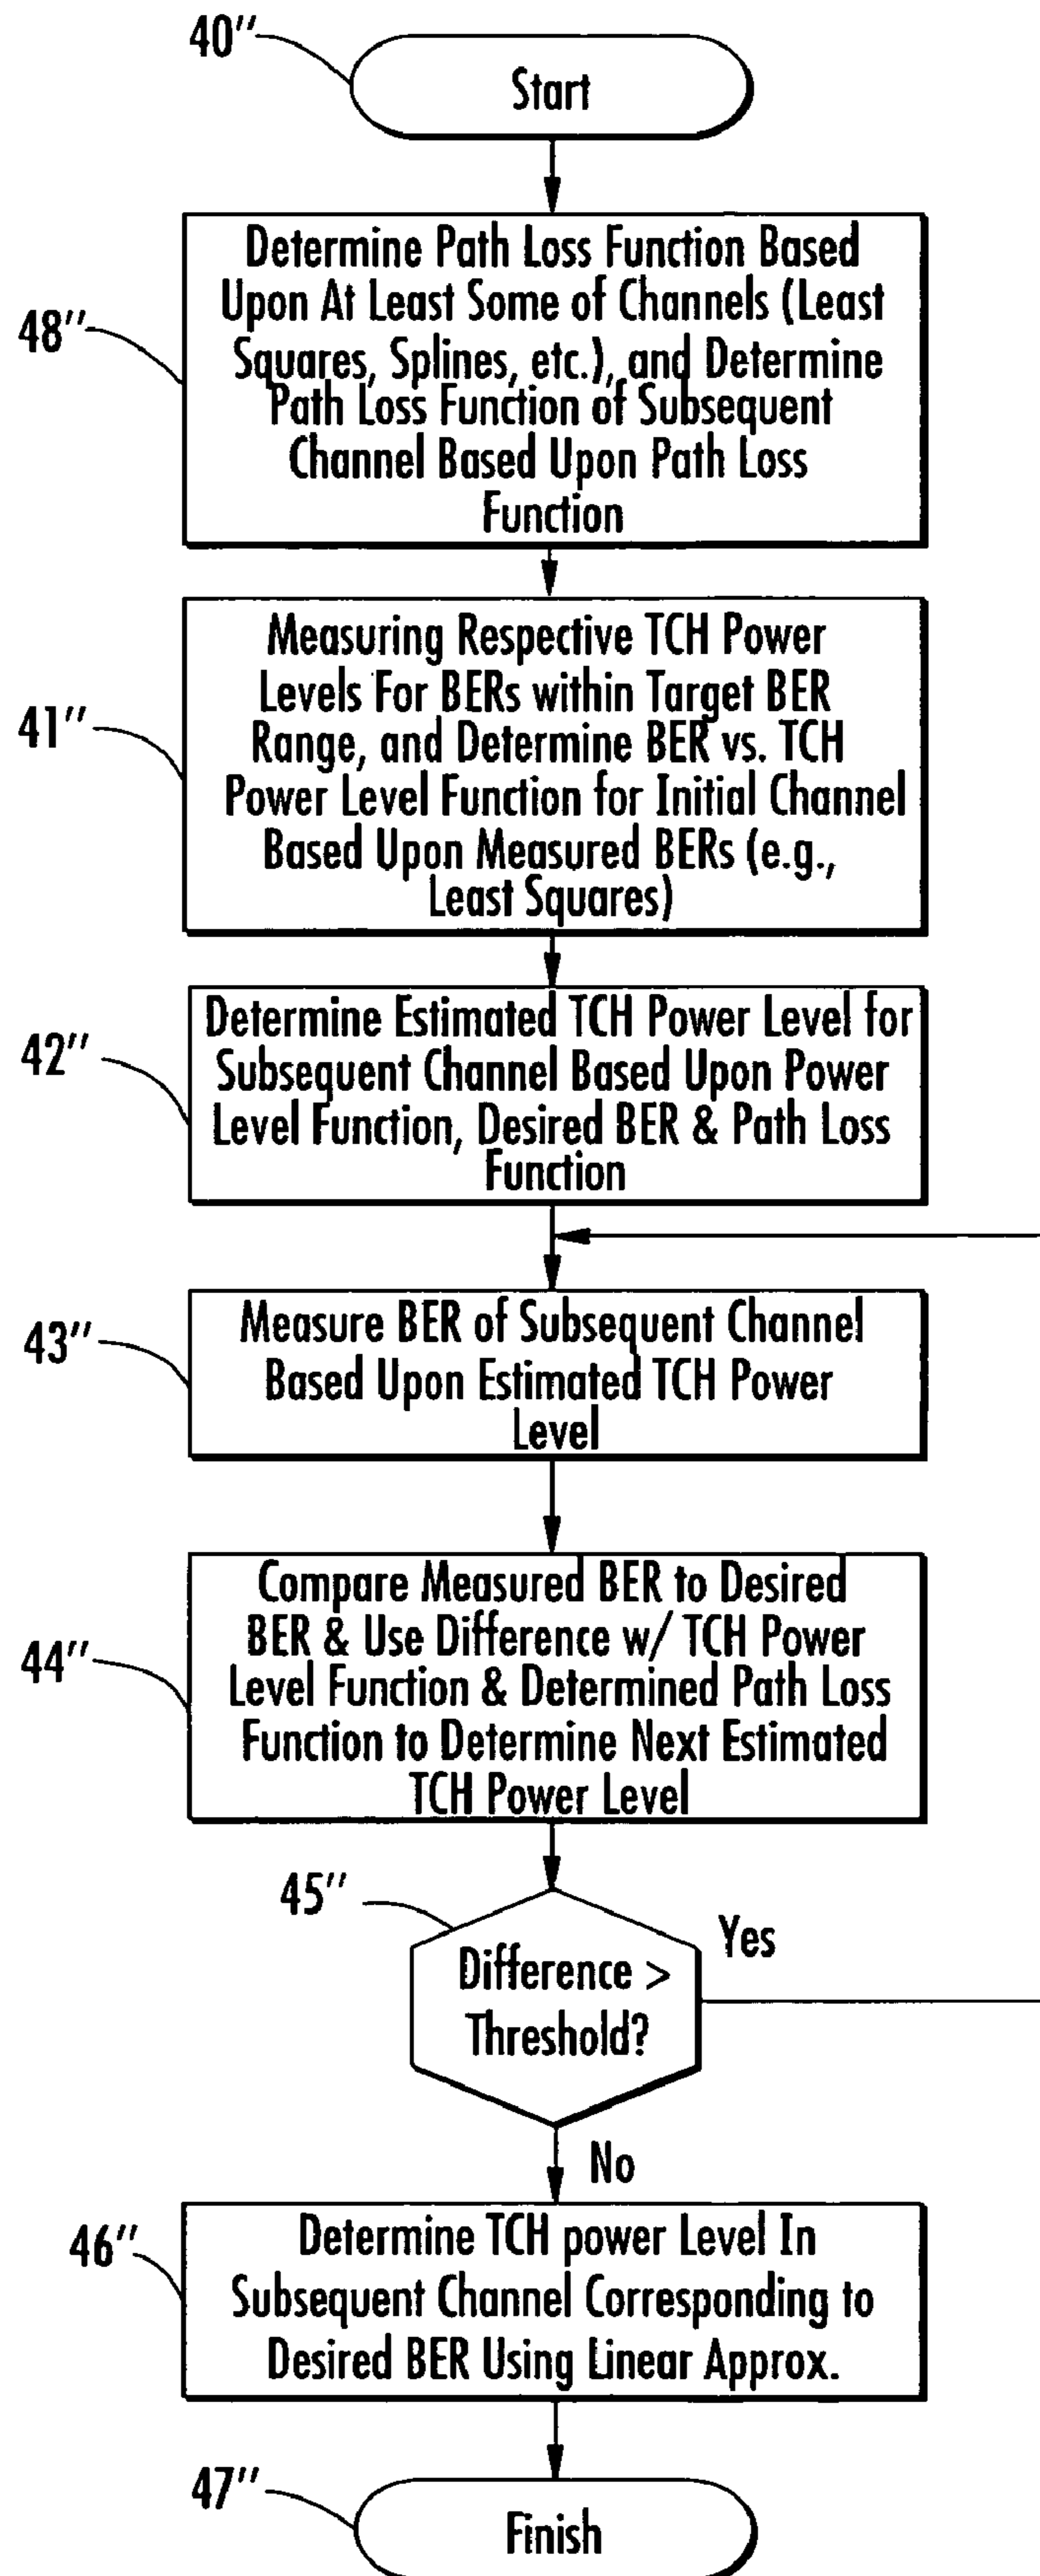 40''
Start
48''
Determine Path Loss Function Based
Upon At Least Some of Channels (Least
Squares, Splines, etc.), and Determine
Path Loss Function of Subsequent
Channel Based Upon Path Loss
Function
41''
Measuring Respective TCH Power
Levels For BERs within Target BER
Range, and Determine BER vs. TCH
Power Level Function for Initial Channel
Based Upon Measured BERs (e.g.,
Least Squares)
42''
Determine Estimated TCH Power Level for
Subsequent Channel Based Upon Power
Level Function, Desired BER & Path Loss
Function
43''
Measure BER of Subsequent Channel
Based Upon Estimated TCH Power
Level
44''
Compare Measured BER to Desired
BER & Use Difference w/ TCH Power
Level Function & Determined Path Loss
Function to Determine Next Estimated
TCH Power Level
45''
Difference >
Threshold?
Yes
No
46''
Determine TCH power Level In
Subsequent Channel Corresponding to
Desired BER Using Linear Approx.
47''
Finish